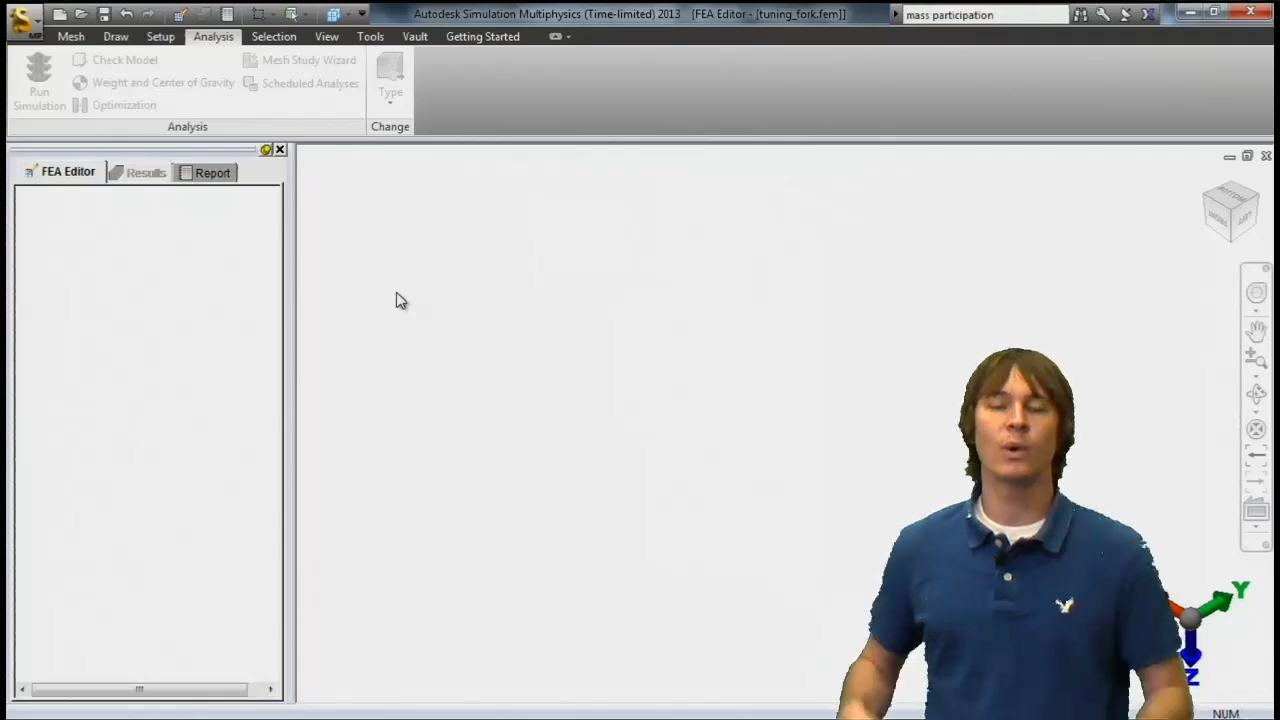 Autodesk Simulation Multiphysics (Time-limited) 2013 [FEA Editor - [tuning_fork.fem]]
mass participation
MP
Mesh Draw Setup Analysis Selection View Tools Vault Getting Started
Run Simulation
Check Model
Weight and Center of Gravity
Optimization
Mesh Study Wizard
Scheduled Analyses
Type
Analysis
Change
FEA Editor Results Report
BOTTOM
Y
Z
NUM